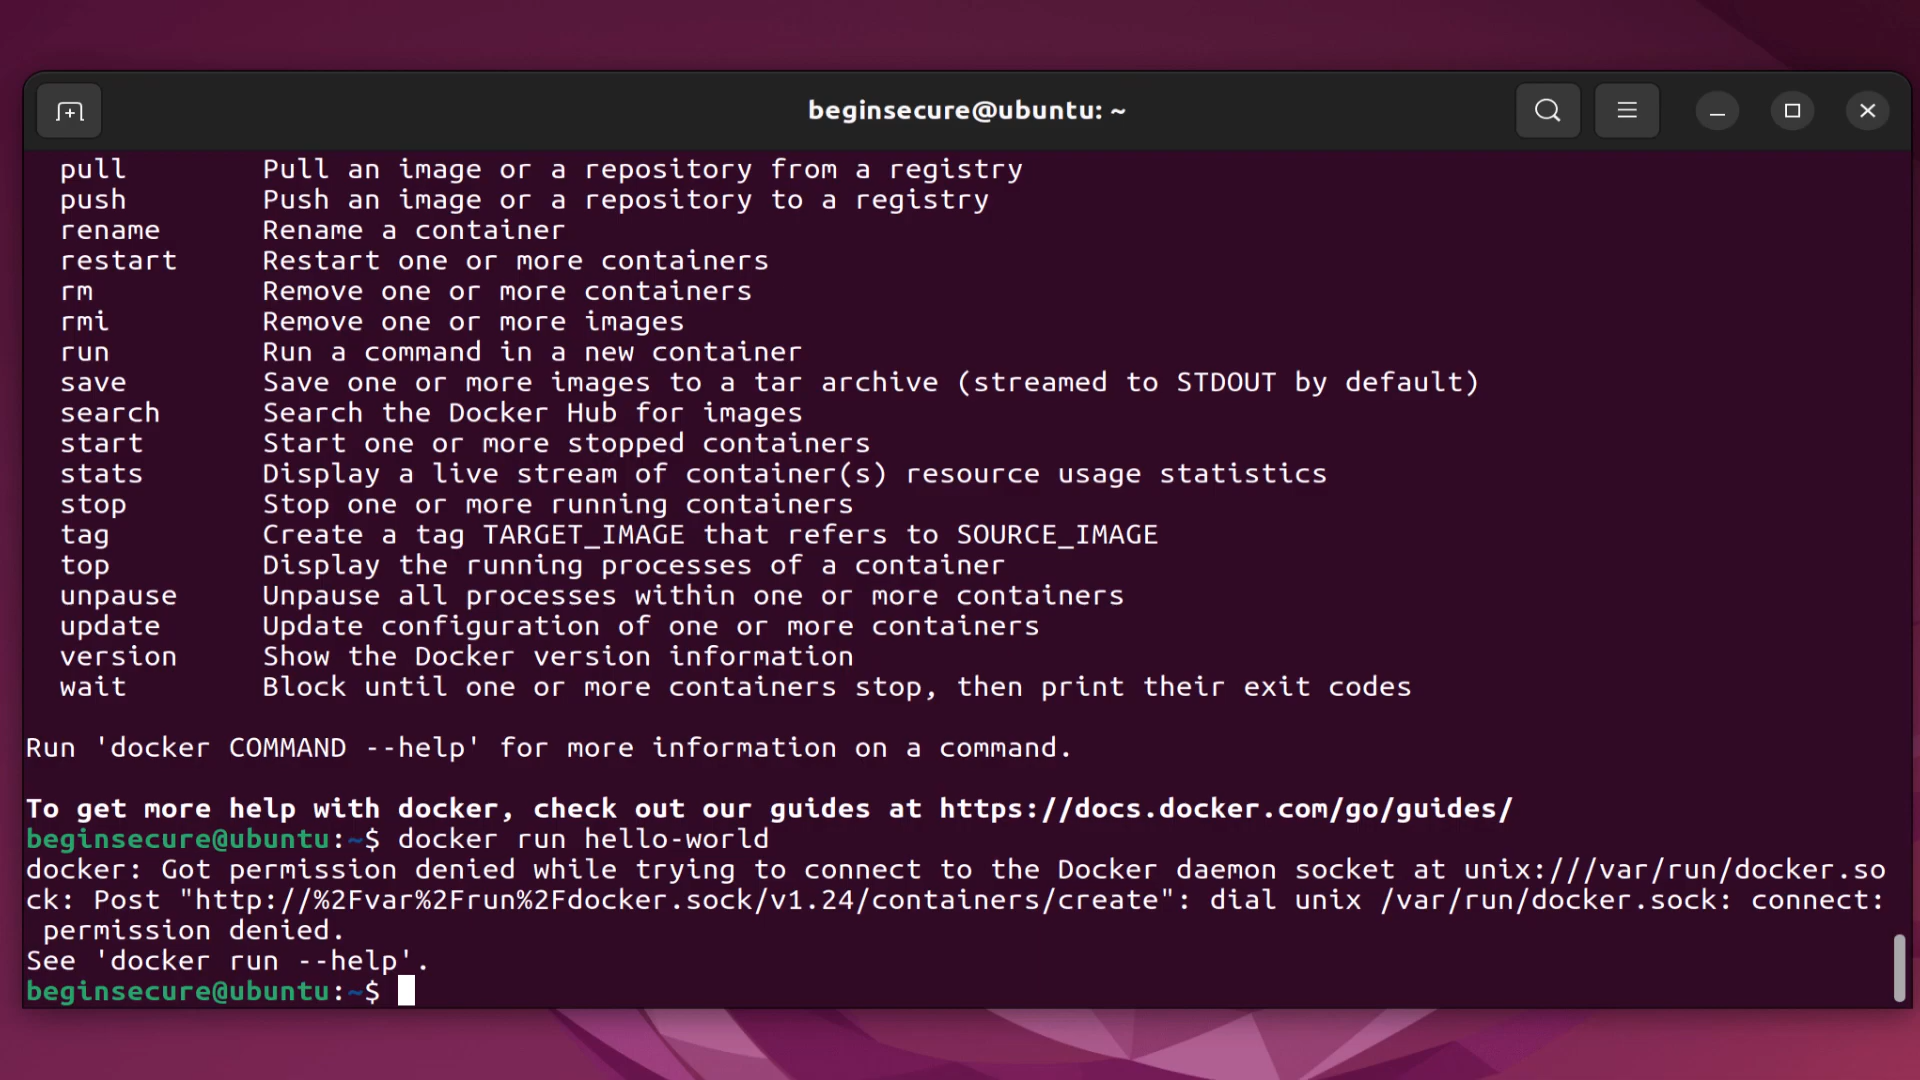 beginsecure@ubuntu: ~
pull        Pull an image or a repository from a registry
push        Push an image or a repository to a registry
rename      Rename a container
restart     Restart one or more containers
rm          Remove one or more containers
rmi         Remove one or more images
run         Run a command in a new container
save        Save one or more images to a tar archive (streamed to STDOUT by default)
search      Search the Docker Hub for images
start       Start one or more stopped containers
stats       Display a live stream of container(s) resource usage statistics
stop        Stop one or more running containers
tag         Create a tag TARGET_IMAGE that refers to SOURCE_IMAGE
top         Display the running processes of a container
unpause     Unpause all processes within one or more containers
update      Update configuration of one or more containers
version     Show the Docker version information
wait        Block until one or more containers stop, then print their exit codes
Run 'docker COMMAND --help' for more information on a command.
To get more help with docker, check out our guides at https://docs.docker.com/go/guides/
beginsecure@ubuntu:~$ docker run hello-world
docker: Got permission denied while trying to connect to the Docker daemon socket at unix:///var/run/docker.so
ck: Post "http://%2Fvar%2Frun%2Fdocker.sock/v1.24/containers/create": dial unix /var/run/docker.sock: connect:
 permission denied.
See 'docker run --help'.
beginsecure@ubuntu:~$